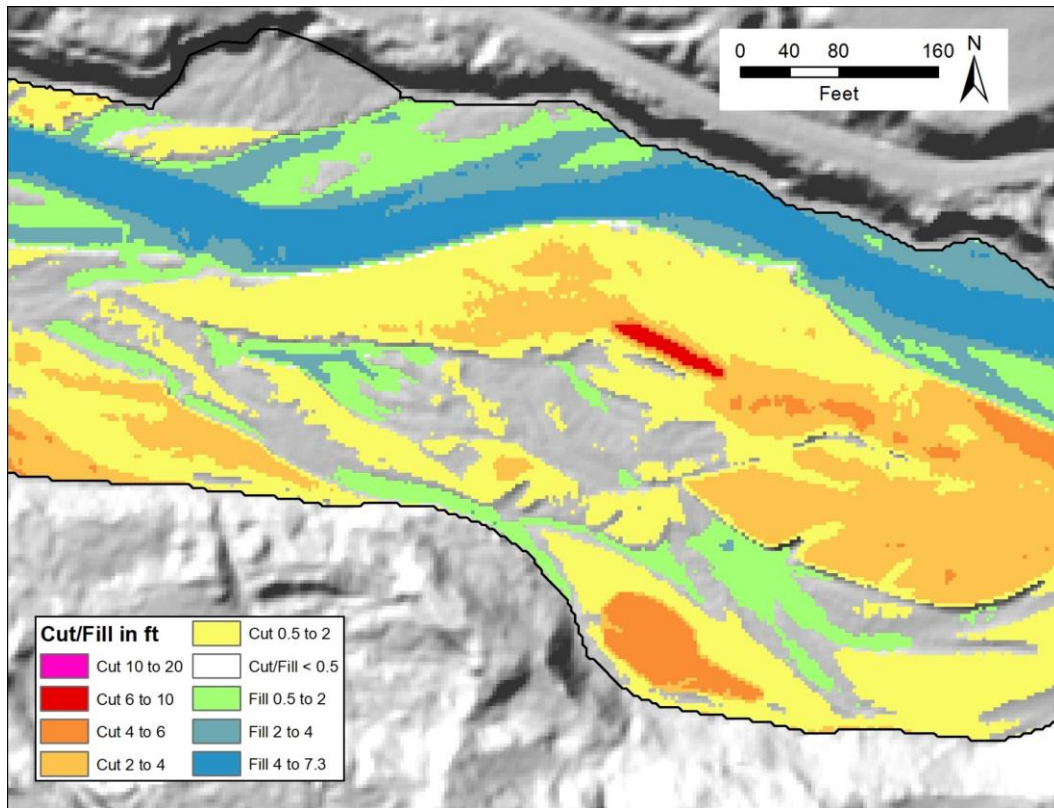 0 40 80 160
Feet
N
Cut/Fill in ft
Cut 10 to 20
Cut 6 to 10
Cut 4 to 6
Cut 2 to 4
Cut 0.5 to 2
Cut/Fill < 0.5
Fill 0.5 to 2
Fill 2 to 4
Fill 4 to 7.3